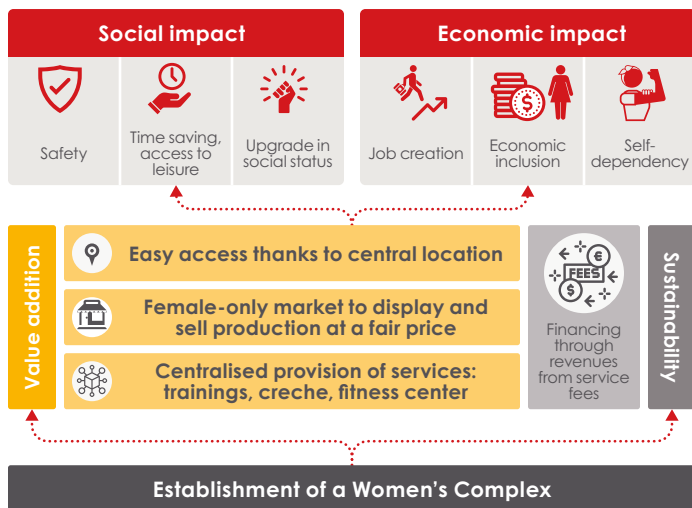 Social impact
Economic impact
Safety
Time saving,
access to
leisure
Upgrade in
social status
Job creation
$
Economic
inclusion
Self-
dependency
Value addition
Easy access thanks to central location
Female-only market to display and
sell production at a fair price
Centralised provision of services:
trainings, creche, fitness center
€
FEES
$
Financing
through
revenues
from service
fees
Sustainability
Establishment of a Women's Complex